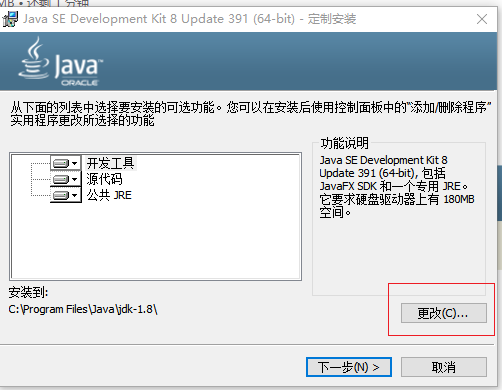 MB · 还剩 1 分钟
Java SE Development Kit 8 Update 391 (64-bit) - 定制安装
Java
ORACLE
从下面的列表中选择要安装的可选功能。您可以在安装后使用控制面板中的“添加/删除程序”
实用程序更改所选择的功能
开发工具
源代码
公共 JRE
功能说明
Java SE Development Kit 8
Update 391 (64-bit), 包括
JavaFX SDK 和一个专用 JRE。
它要求硬盘驱动器上有 180MB
空间。
安装到:
C:\Program Files\Java\jdk-1.8\
更改(C)...
下一步(N) >
取消